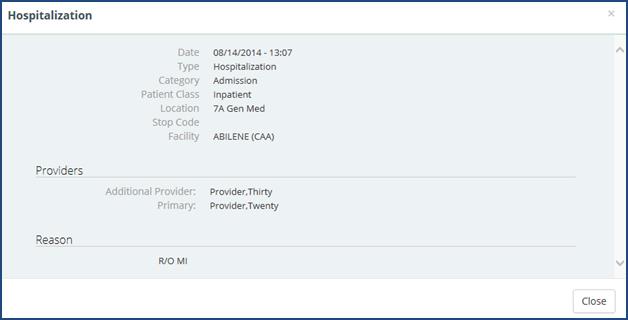 Hospitalization ×
Date 08/14/2014 - 13:07
Type Hospitalization
Category Admission
Patient Class Inpatient
Location 7A Gen Med
Stop Code
Facility ABILENE (CAA)
Providers
Additional Provider: Provider,Thirty
Primary: Provider,Twenty
Reason
R/O MI
Close